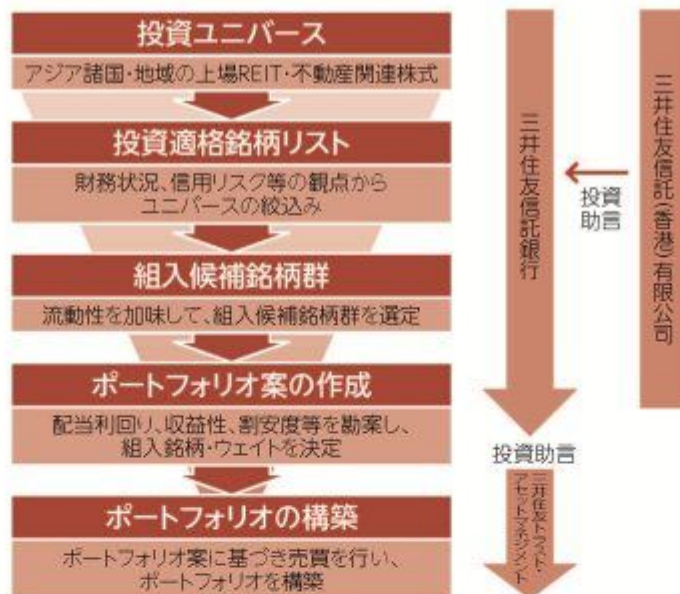 投資ユニバース
アジア諸国・地域の上場REIT・不動産関連株式
投資適格銘柄リスト
財務状況、信用リスク等の観点から
ユニバースの絞込み
組入候補銘柄群
流動性を加味して、組入候補銘柄群を選定
ポートフォリオ案の作成
配当利回り、収益性、割安度等を勘案し、
組入銘柄・ウェイトを決定
ポートフォリオの構築
ポートフォリオ案に基づき売買を行い、
ポートフォリオを構築
三井住友信託銀行
投資
助言
三井住友信託(香港)有限公司
投資助言
三井住友トラスト・
アセットマネジメント